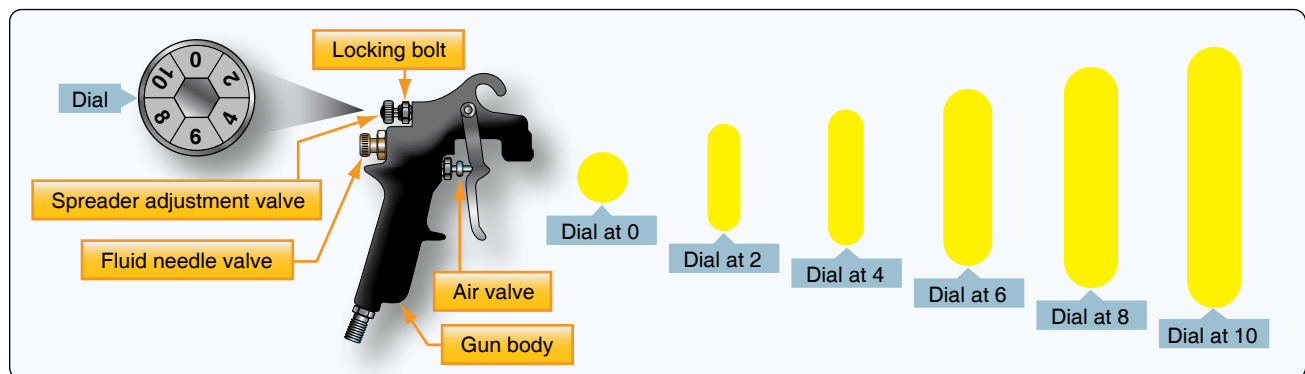 Dial
0
2
4
6
8
10
Locking bolt
Spreader adjustment valve
Fluid needle valve
Air valve
Gun body
Dial at 0
Dial at 2
Dial at 4
Dial at 6
Dial at 8
Dial at 10